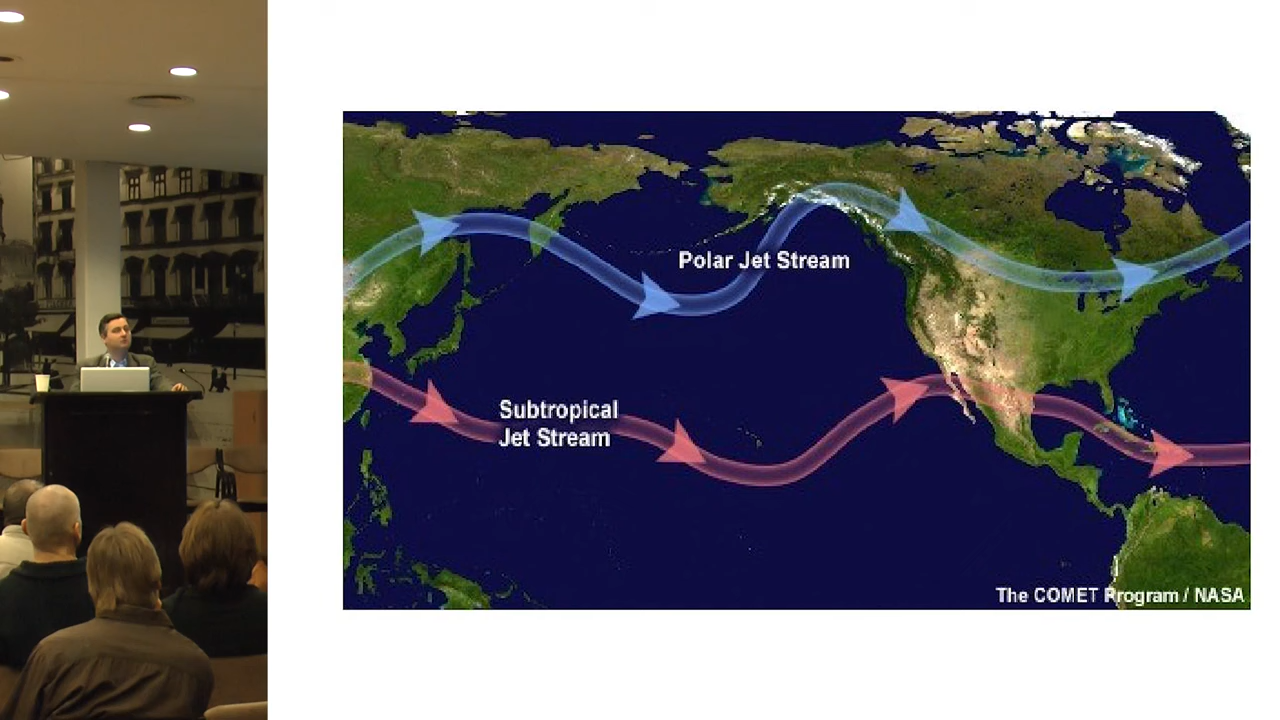 Polar Jet Stream
Subtropical
Jet Stream
The COMET Program / NASA